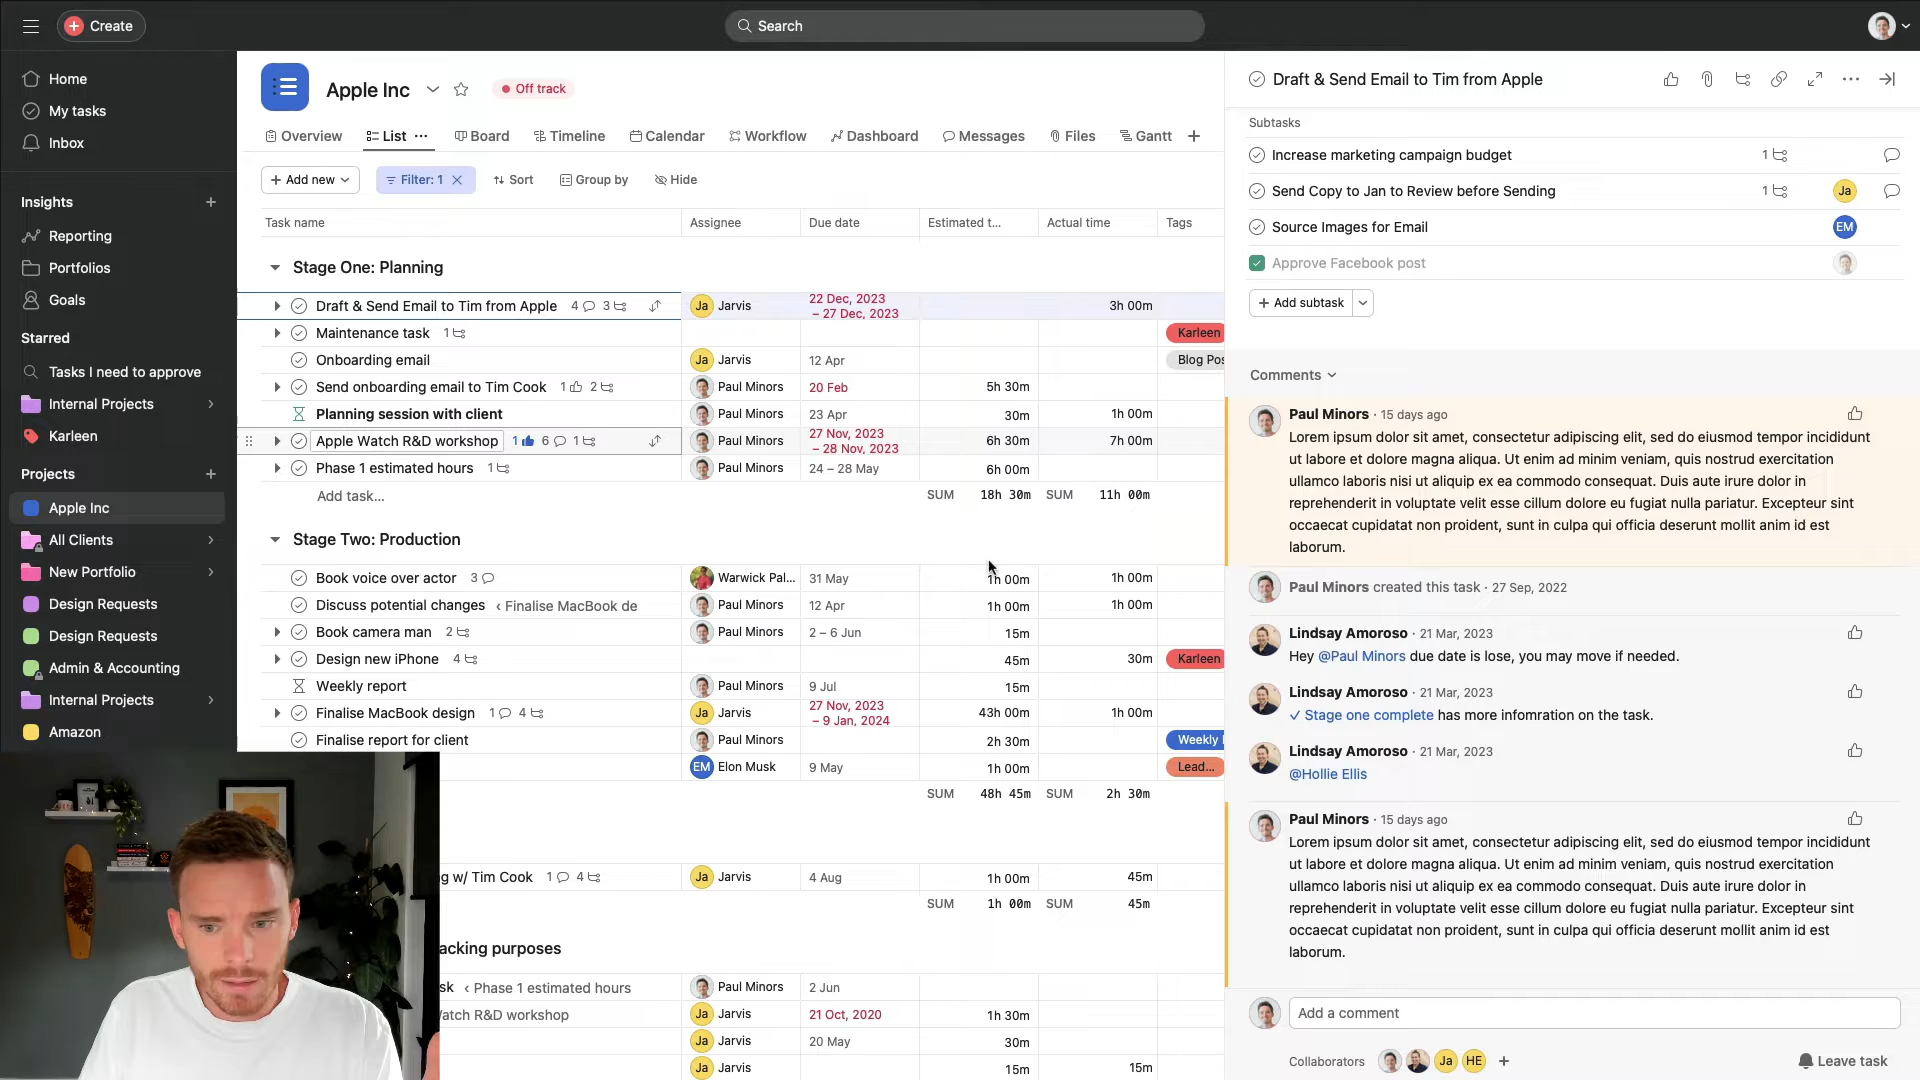 Create
Search
Home
My tasks
Inbox
Insights
Reporting
Portfolios
Goals
Starred
Tasks I need to approve
Internal Projects
Karleen
Projects
Apple Inc
All Clients
New Portfolio
Design Requests
Design Requests
Admin & Accounting
Internal Projects
Amazon
Apple Inc
Off track
Overview
List
Board
Timeline
Calendar
Workflow
Dashboard
Messages
Files
Gantt
Add new
Filter: 1
Sort
Group by
Hide
Task name Assignee Due date Estimated t... Actual time Tags
Stage One: Planning
Draft & Send Email to Tim from Apple 4 3 Ja Jarvis 22 Dec, 2023 3h 00m
– 27 Dec, 2023
Maintenance task 1 Karleen
Onboarding email Ja Jarvis 12 Apr Blog Pos
Send onboarding email to Tim Cook 1 2 Paul Minors 20 Feb 5h 30m
Planning session with client Paul Minors 23 Apr 30m 1h 00m
Apple Watch R&D workshop 1 6 1 Paul Minors 27 Nov, 2023 6h 30m 7h 00m
– 28 Nov, 2023
Phase 1 estimated hours 1 Paul Minors 24 – 28 May 6h 00m
Add task... SUM 18h 30m SUM 11h 00m
Stage Two: Production
Book voice over actor 3 Warwick Pal... 31 May 1h 00m 1h 00m
Discuss potential changes ‹ Finalise MacBook de Paul Minors 12 Apr 1h 00m 1h 00m
Book camera man 2 Paul Minors 2 – 6 Jun 15m
Design new iPhone 4 45m 30m Karleen
Weekly report Paul Minors 9 Jul 15m
Finalise MacBook design 1 4 Ja Jarvis 27 Nov, 2023 43h 00m 1h 00m
– 9 Jan, 2024
Finalise report for client Paul Minors 2h 30m Weekly
EM Elon Musk 9 May 1h 00m Lead...
SUM 48h 45m SUM 2h 30m
g w/ Tim Cook 1 4 Ja Jarvis 4 Aug 1h 00m 45m
SUM 1h 00m SUM 45m
acking purposes
sk ‹ Phase 1 estimated hours Paul Minors 2 Jun
Watch R&D workshop Ja Jarvis 21 Oct, 2020 1h 30m
Ja Jarvis 20 May 30m
Ja Jarvis 15m 15m
Draft & Send Email to Tim from Apple
Subtasks
Increase marketing campaign budget 1
Send Copy to Jan to Review before Sending 1 Ja
Source Images for Email EM
Approve Facebook post
Add subtask
Comments
Paul Minors · 15 days ago
Lorem ipsum dolor sit amet, consectetur adipiscing elit, sed do eiusmod tempor incididunt
ut labore et dolore magna aliqua. Ut enim ad minim veniam, quis nostrud exercitation
ullamco laboris nisi ut aliquip ex ea commodo consequat. Duis aute irure dolor in
reprehenderit in voluptate velit esse cillum dolore eu fugiat nulla pariatur. Excepteur sint
occaecat cupidatat non proident, sunt in culpa qui officia deserunt mollit anim id est
laborum.
Paul Minors created this task · 27 Sep, 2022
Lindsay Amoroso · 21 Mar, 2023
Hey @Paul Minors due date is lose, you may move if needed.
Lindsay Amoroso · 21 Mar, 2023
✓ Stage one complete has more infomration on the task.
Lindsay Amoroso · 21 Mar, 2023
@Hollie Ellis
Paul Minors · 15 days ago
Lorem ipsum dolor sit amet, consectetur adipiscing elit, sed do eiusmod tempor incididunt
ut labore et dolore magna aliqua. Ut enim ad minim veniam, quis nostrud exercitation
ullamco laboris nisi ut aliquip ex ea commodo consequat. Duis aute irure dolor in
reprehenderit in voluptate velit esse cillum dolore eu fugiat nulla pariatur. Excepteur sint
occaecat cupidatat non proident, sunt in culpa qui officia deserunt mollit anim id est
laborum.
Add a comment
Collaborators Ja HE
Leave task